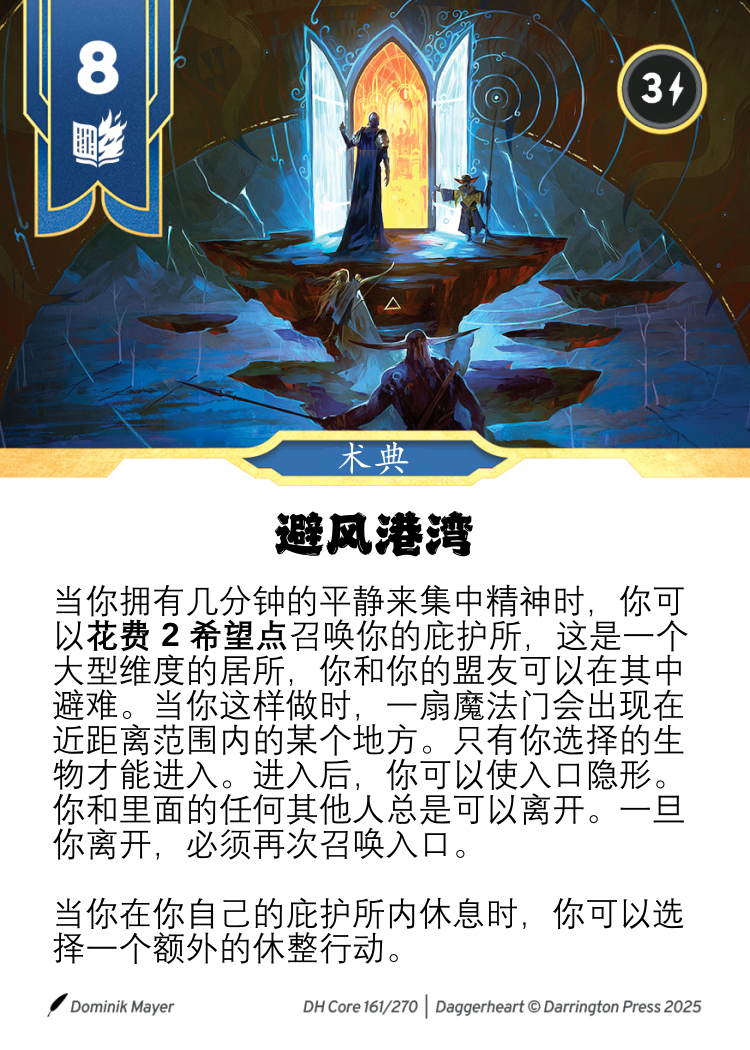 8
3
术典
避风港湾
当你拥有几分钟的平静来集中精神时，你可
以花费 2 希望点召唤你的庇护所，这是一个
大型维度的居所，你和你的盟友可以在其中
避难。当你这样做时，一扇魔法门会出现在
近距离范围内的某个地方。只有你选择的生
物才能进入。进入后，你可以使入口隐形。
你和里面的任何其他人总是可以离开。一旦
你离开，必须再次召唤入口。
当你在你自己的庇护所内休息时，你可以选
择一个额外的休整行动。
Dominik Mayer
DH Core 161/270 | Daggerheart © Darrington Press 2025